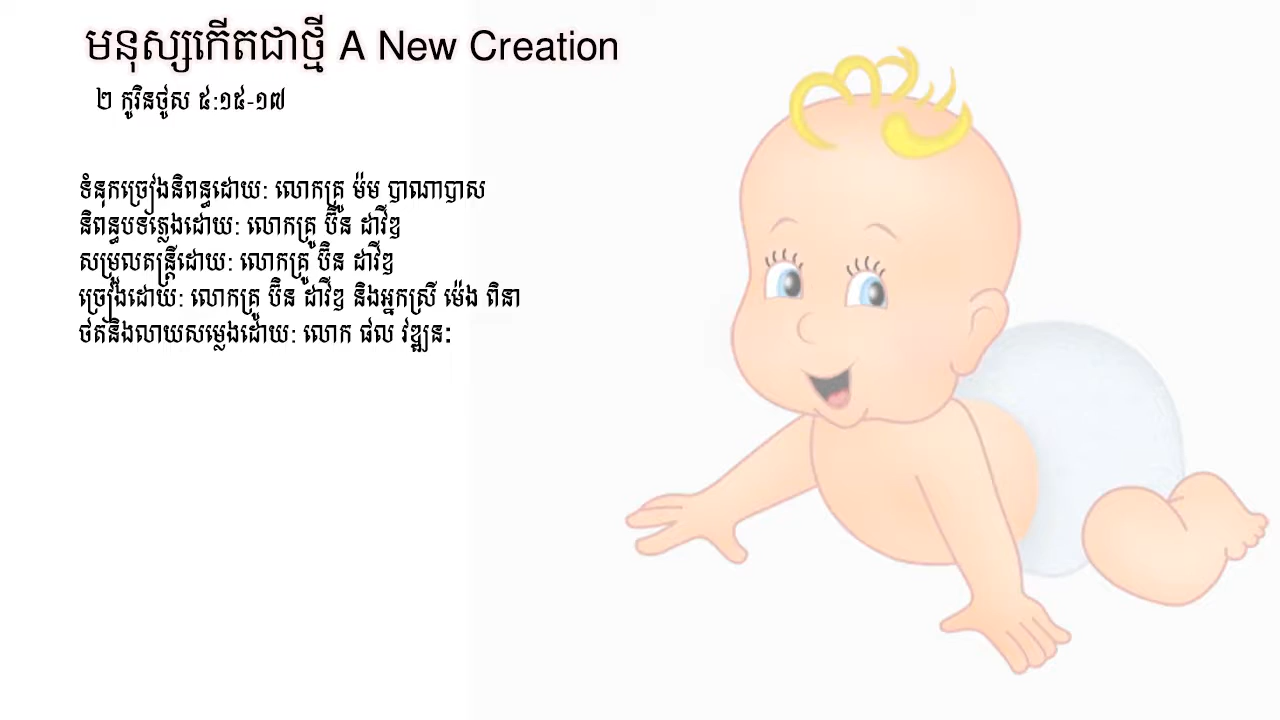 មនុស្សកើតជាថ្មី A New Creation
២ កូរិនថូស ៥:១៥-១៧
ទំនុកច្រៀងនិពន្ធដោយ: លោកគ្រូ ម៉ម បាណាបាស
និពន្ធបទភ្លេងដោយ: លោកគ្រូ ប៊ីន ដាវីឌ
សម្រួលតន្ត្រីដោយ: លោកគ្រូ ប៊ិន ដាវីឌ
ច្រៀងដោយ: លោកគ្រូ ប៊ិន ដាវីឌ និងអ្នកស្រី ម៉េង ពិនា
ថតនិងលាយសម្លេងដោយ: លោក ផល វឌ្ឍនៈ